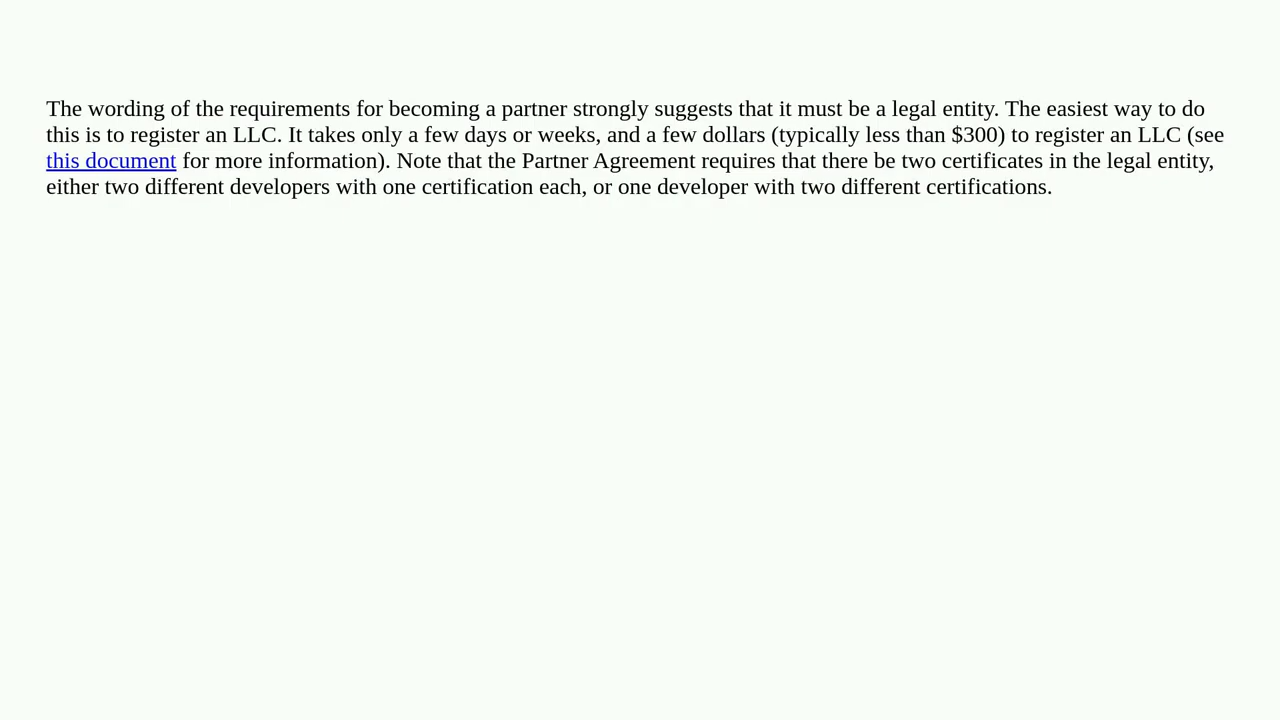 The wording of the requirements for becoming a partner strongly suggests that it must be a legal entity. The easiest way to do
this is to register an LLC. It takes only a few days or weeks, and a few dollars (typically less than $300) to register an LLC (see
this document for more information). Note that the Partner Agreement requires that there be two certificates in the legal entity,
either two different developers with one certification each, or one developer with two different certifications.